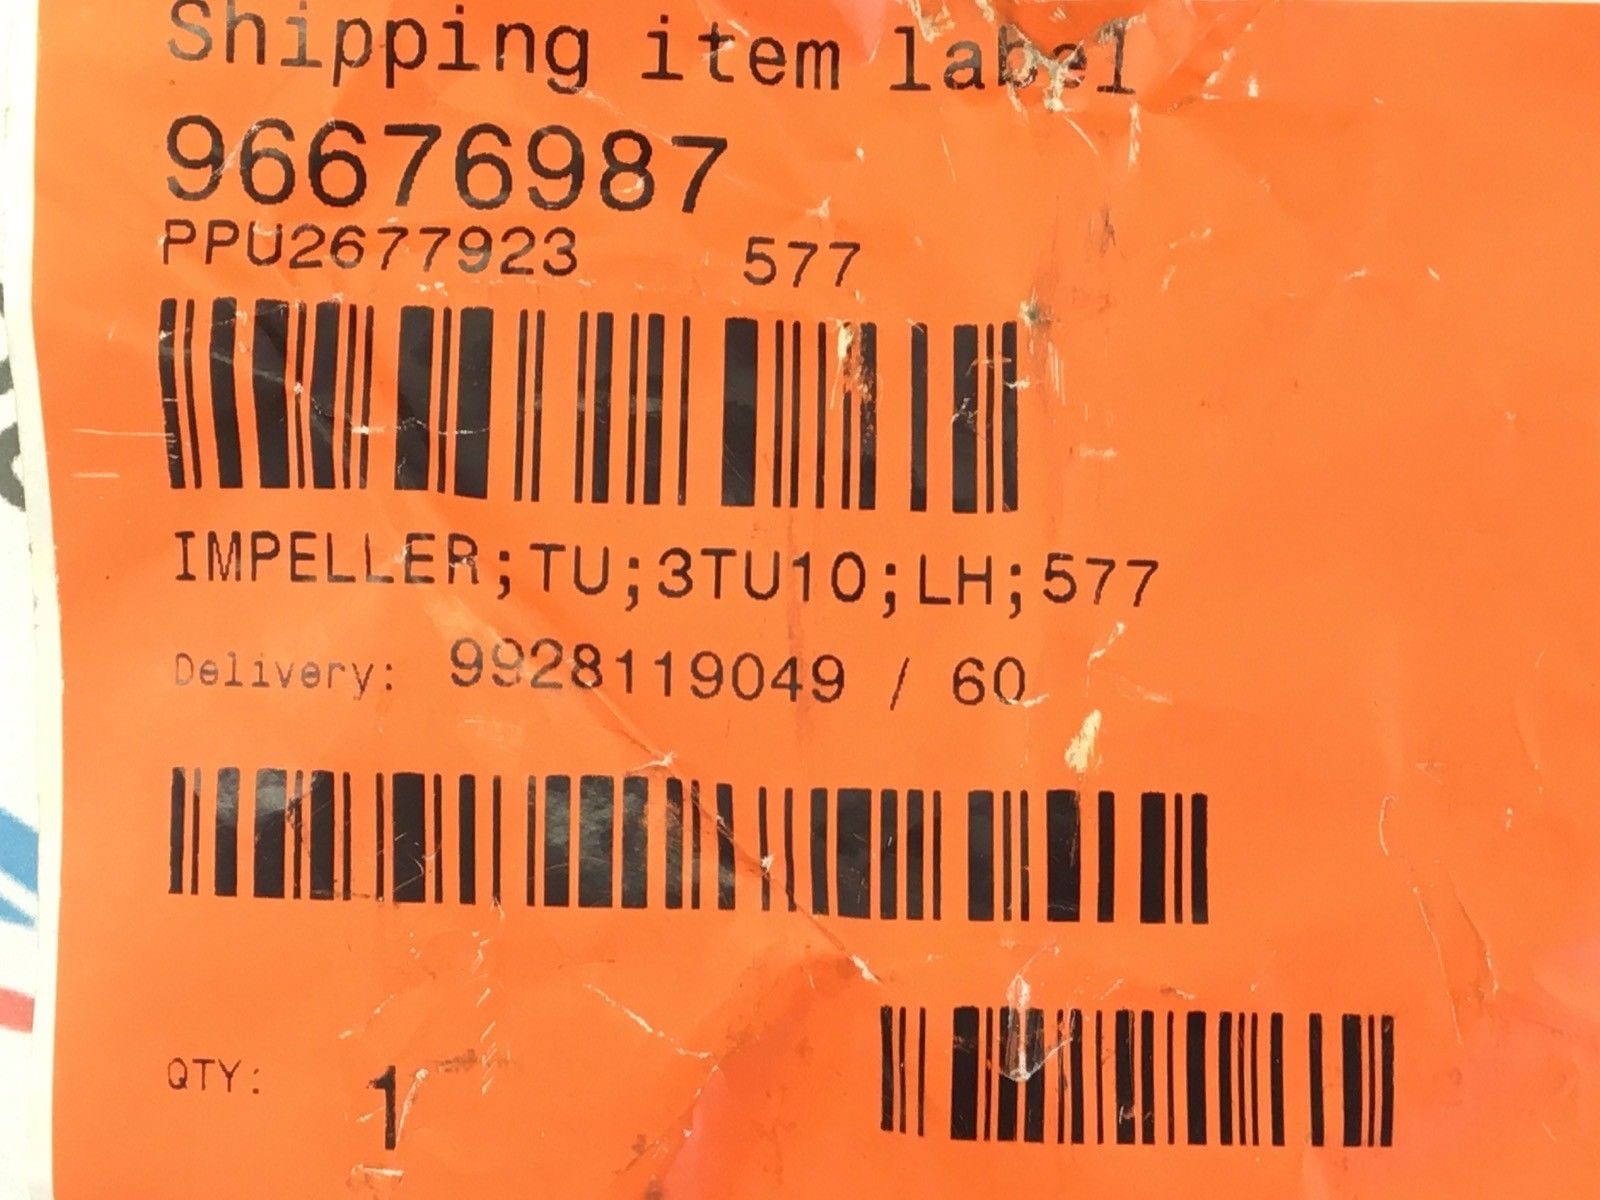 Shipping item label
96676987
PPU2677923 577
IMPELLER;TU;3TU10;LH;577
Delivery: 9928119049 / 60
QTY: 1